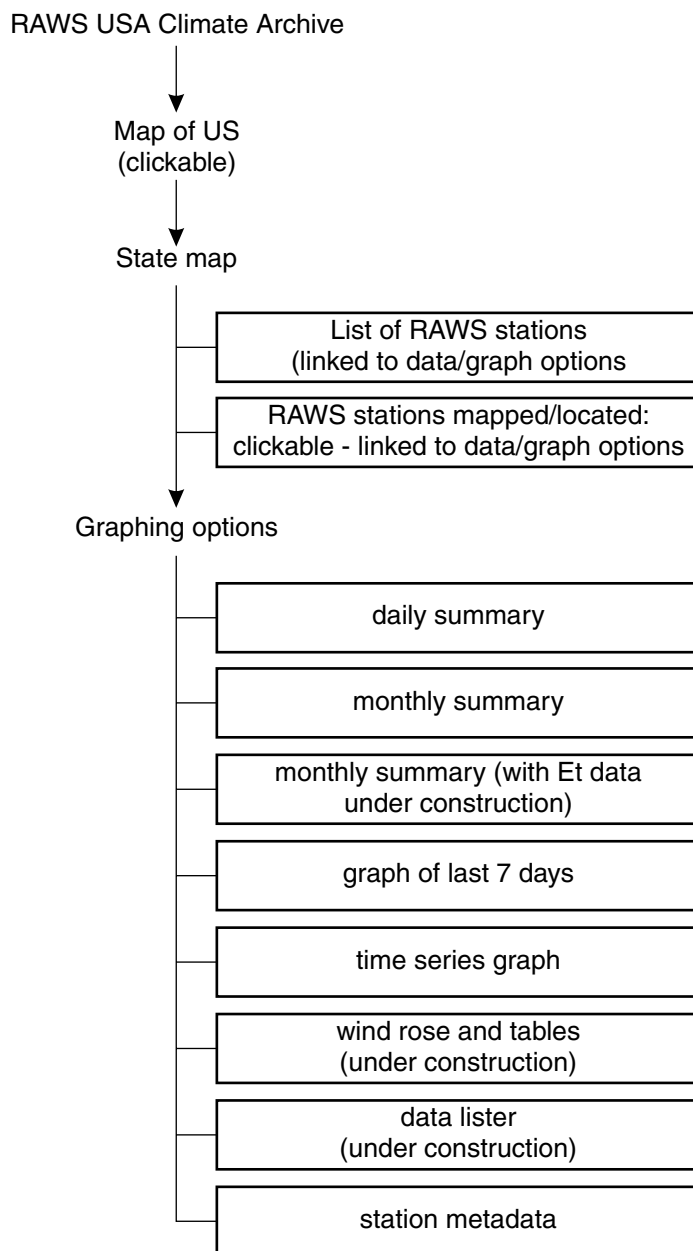 RAWS USA Climate Archive
Map of US
(clickable)
State map
List of RAWS stations
(linked to data/graph options
RAWS stations mapped/located:
clickable - linked to data/graph options
Graphing options
daily summary
monthly summary
monthly summary (with Et data
under construction)
graph of last 7 days
time series graph
wind rose and tables
(under construction)
data lister
(under construction)
station metadata